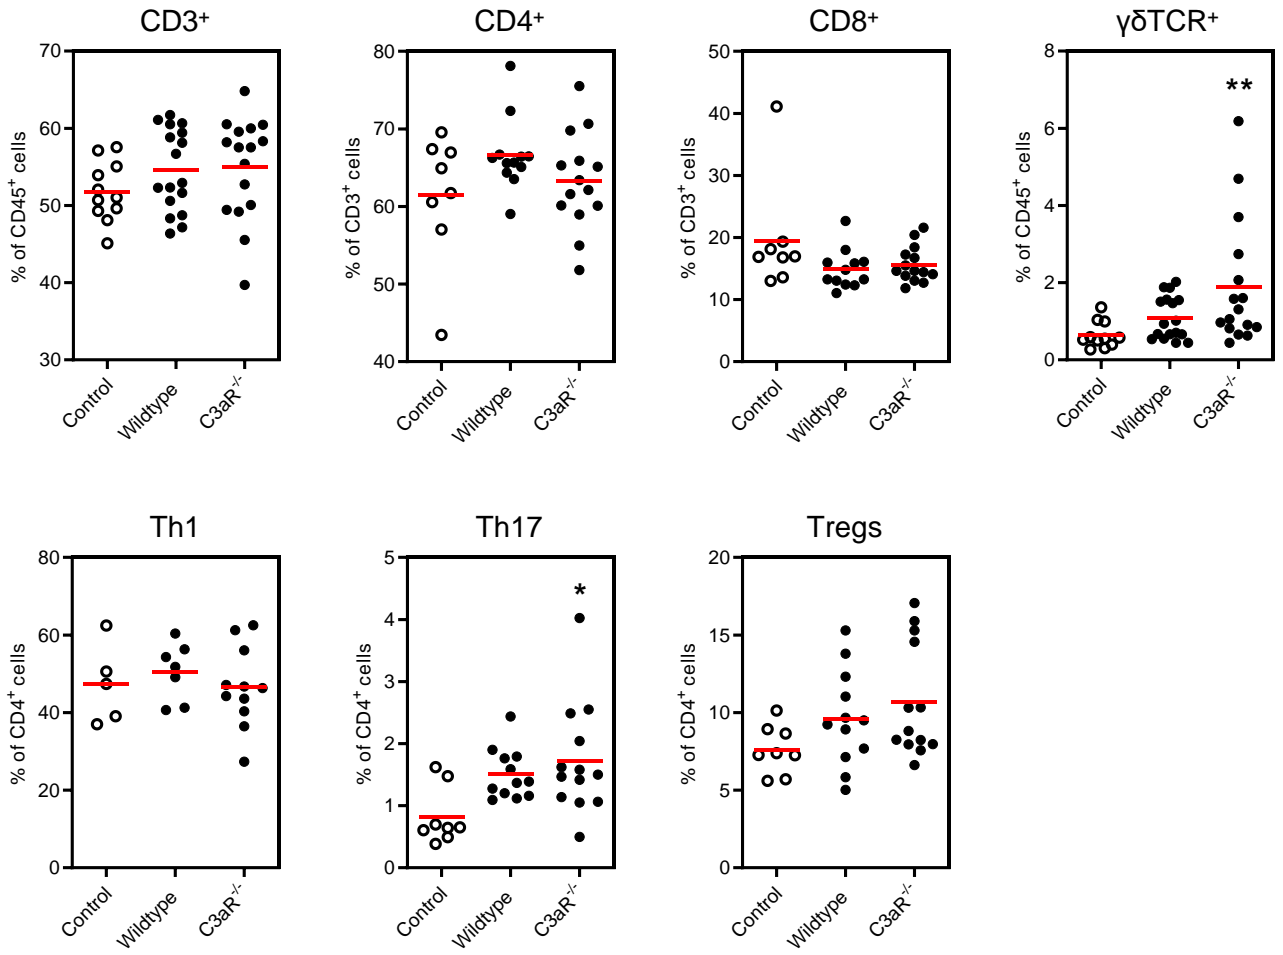 CD3⁺
% of CD45⁺ cells
70
60
50
40
30
Control
Wildtype
C3aR⁻/⁻
CD4⁺
% of CD3⁺ cells
80
70
60
50
40
Control
Wildtype
C3aR⁻/⁻
CD8⁺
% of CD3⁺ cells
50
40
30
20
10
0
Control
Wildtype
C3aR⁻/⁻
γδTCR⁺
% of CD45⁺ cells
8
6
4
2
0
**
Control
Wildtype
C3aR⁻/⁻
Th1
% of CD4⁺ cells
80
60
40
20
0
Control
Wildtype
C3aR⁻/⁻
Th17
% of CD4⁺ cells
5
4
3
2
1
0
*
Control
Wildtype
C3aR⁻/⁻
Tregs
% of CD4⁺ cells
20
15
10
5
0
Control
Wildtype
C3aR⁻/⁻